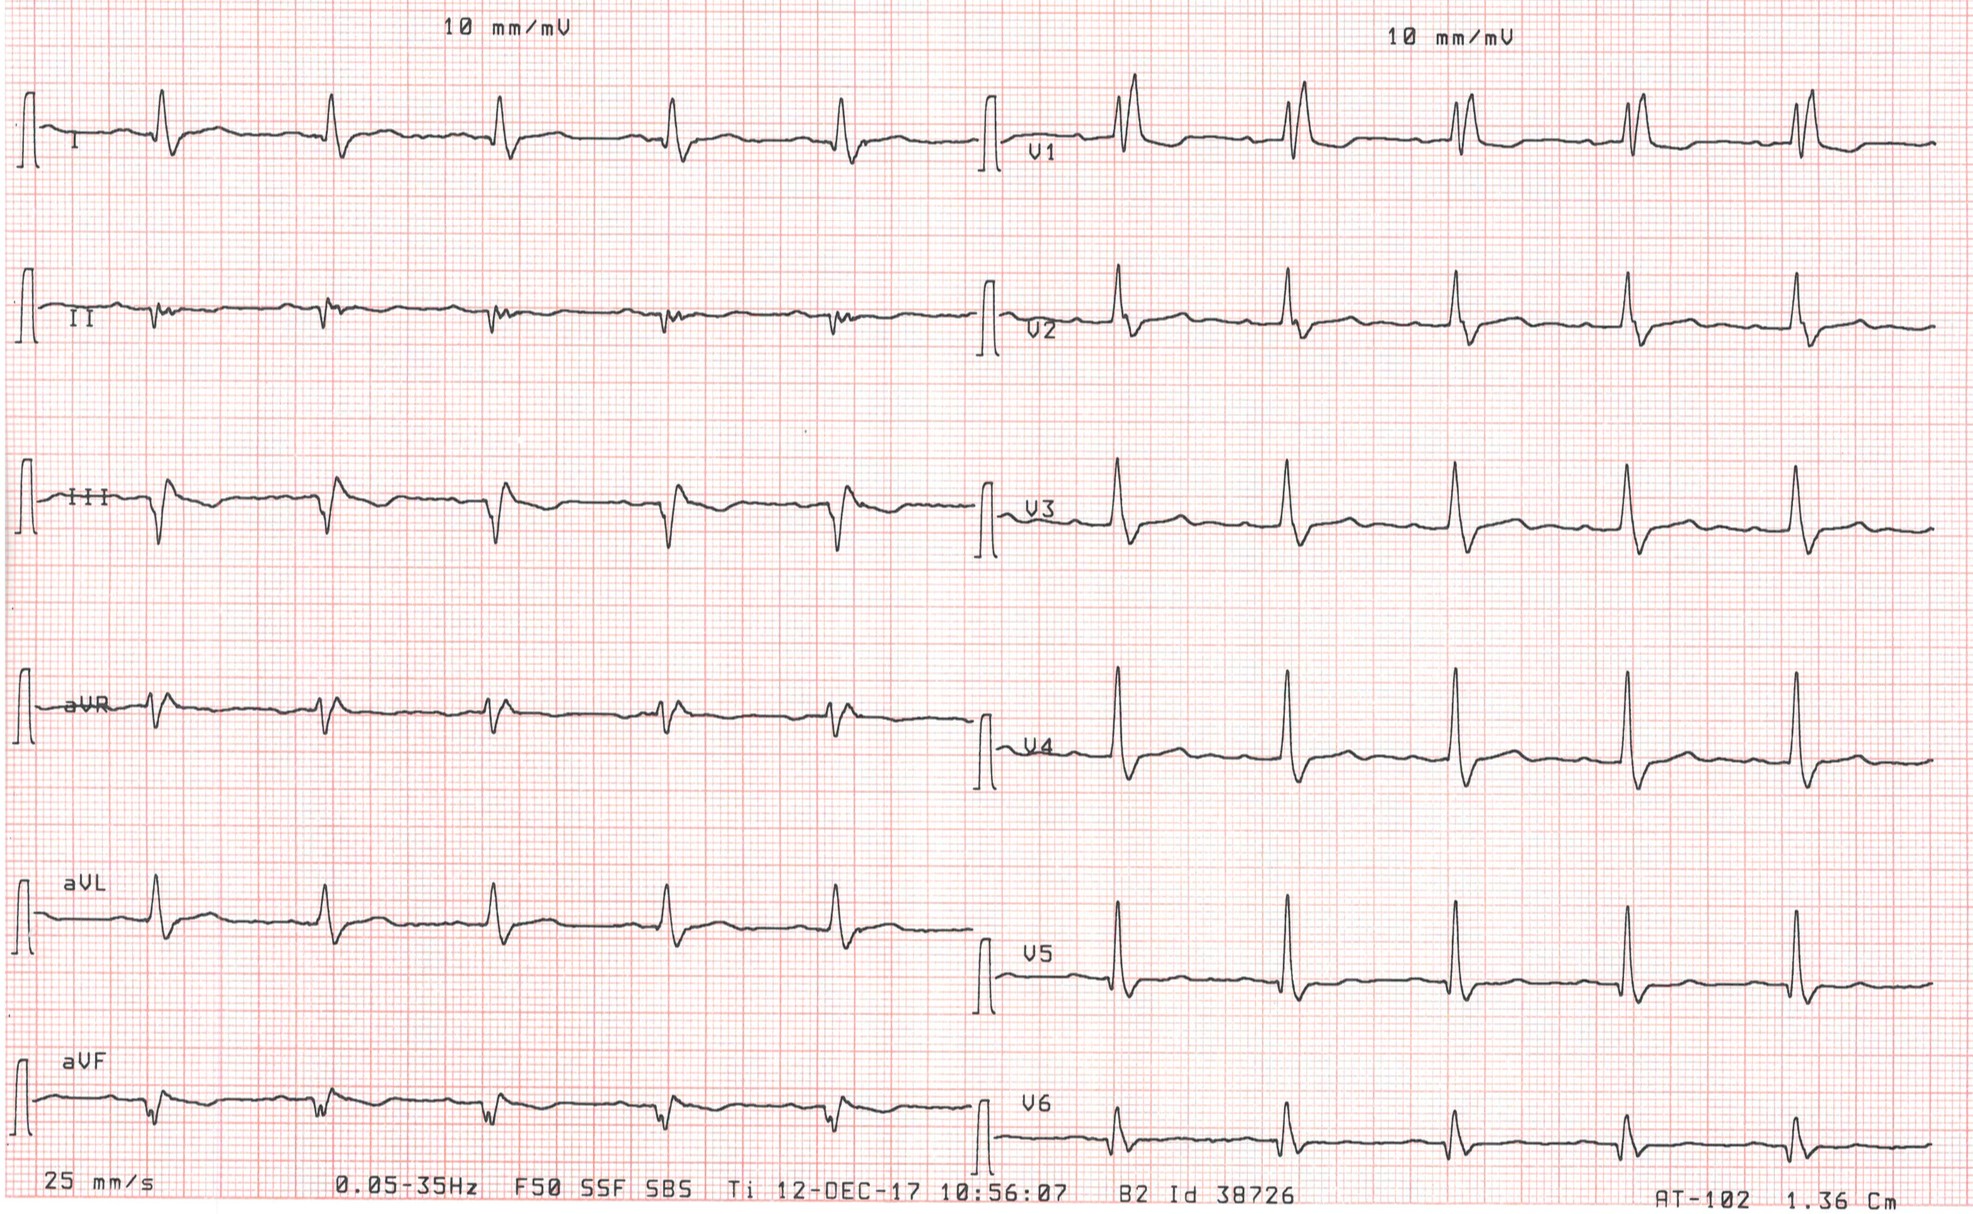 10 mm/mV
10 mm/mV
I
V1
II
V2
III
V3
aVR
V4
aVL
V5
aVF
V6
25 mm/s 0.05-35Hz F50 SSF SBS Ti 12-DEC-17 10:56:07 B2 Id 38726 AT-102 1.36 Cm